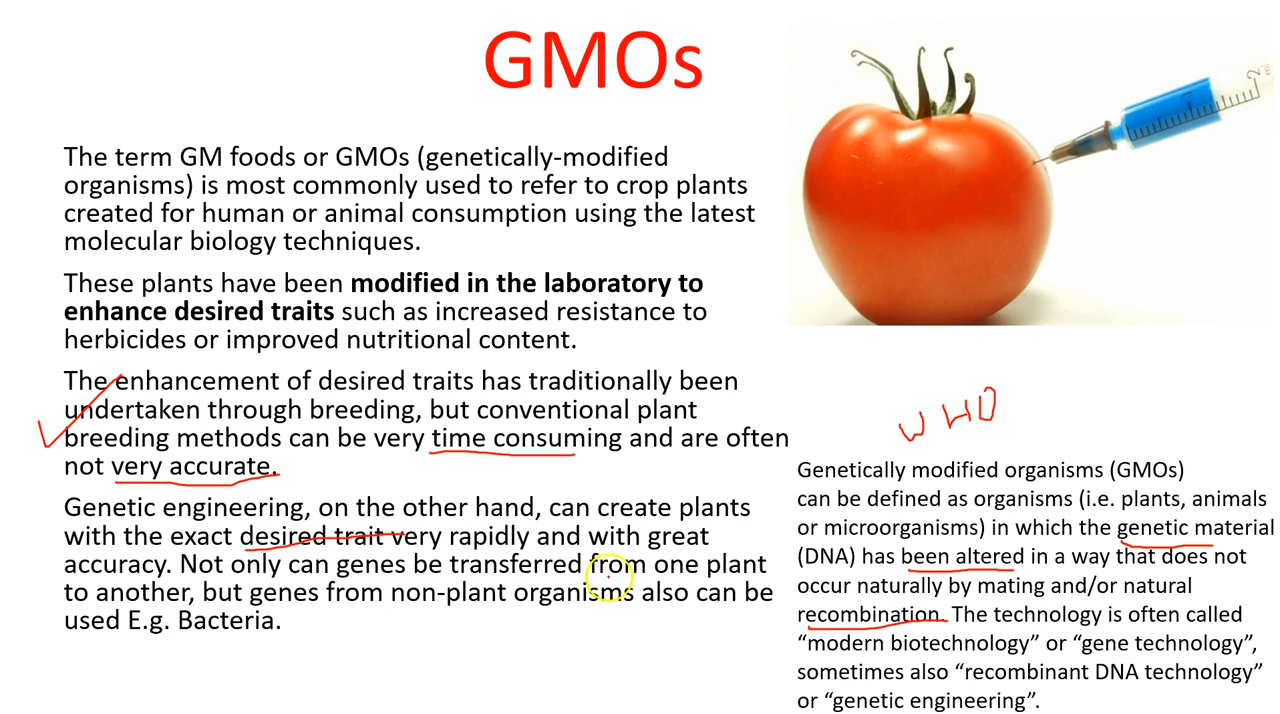 GMOs
The term GM foods or GMOs (genetically-modified
organisms) is most commonly used to refer to crop plants
created for human or animal consumption using the latest
molecular biology techniques.
These plants have been modified in the laboratory to
enhance desired traits such as increased resistance to
herbicides or improved nutritional content.
The enhancement of desired traits has traditionally been
undertaken through breeding, but conventional plant
breeding methods can be very time consuming and are often
not very accurate.
Genetic engineering, on the other hand, can create plants
with the exact desired trait very rapidly and with great
accuracy. Not only can genes be transferred from one plant
to another, but genes from non-plant organisms also can be
used E.g. Bacteria.
2
ml
1
WHO
Genetically modified organisms (GMOs)
can be defined as organisms (i.e. plants, animals
or microorganisms) in which the genetic material
(DNA) has been altered in a way that does not
occur naturally by mating and/or natural
recombination. The technology is often called
“modern biotechnology” or “gene technology”,
sometimes also “recombinant DNA technology”
or “genetic engineering”.